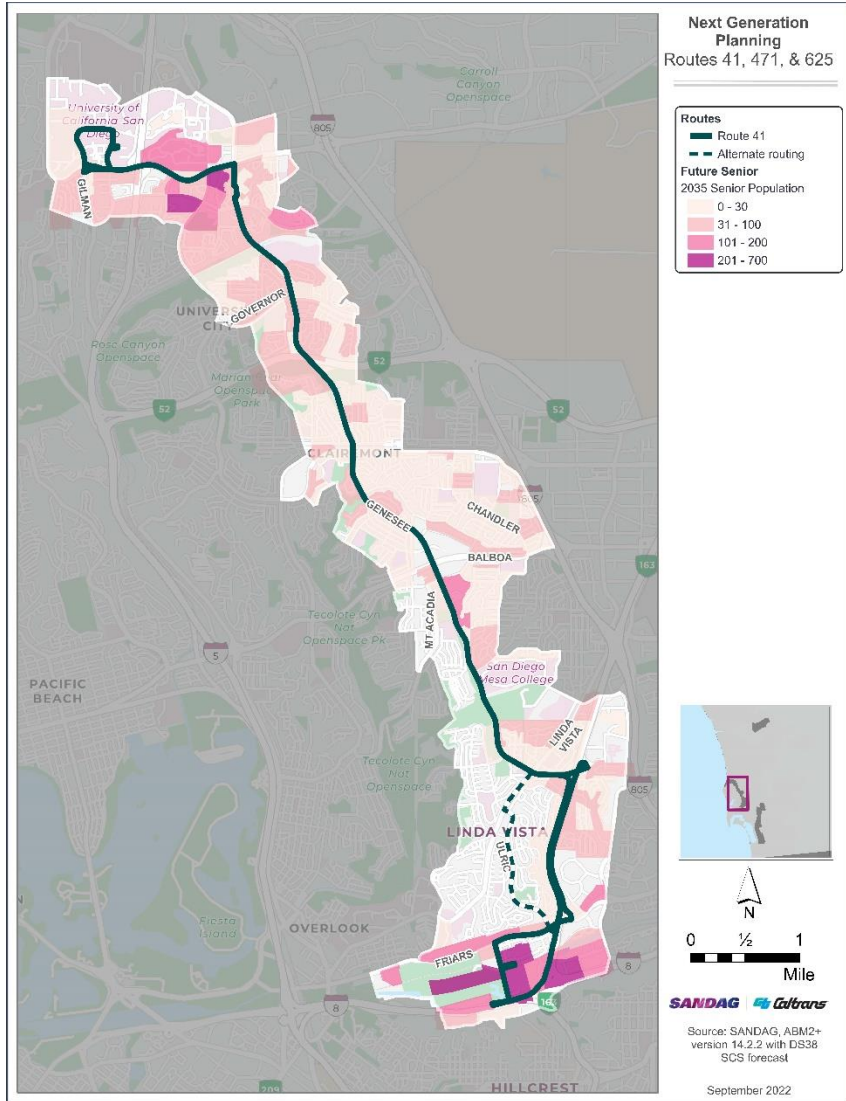 Next Generation
Planning
Routes 41, 471, & 625
Routes
Route 41
Alternate routing
Future Senior
2035 Senior Population
0 - 30
31 - 100
101 - 200
201 - 700
Carroll
Canyon
Openspace
805
University of
California San
Diego
GILMAN
UNIVERSITY
CITY
GOVERNOR
Rose Canyon
Openspace
52
Marian Bear
Openspace
Park
52
52
CLAIREMONT
GENESEE
CHANDLER
805
BALBOA
163
MT ACADIA
Tecolote Cyn
Nat
Openspace Pk
5
San Diego
Mesa College
PACIFIC
BEACH
LINDA
VISTA
Tecolote Cyn
Nat
Openspace
805
LINDA VISTA
ULRIC
Fiesta
Island
OVERLOOK
FRIARS
8
8
163
209
HILLCREST
N
0 ½ 1
Mile
SANDAG Caltrans
Source: SANDAG, ABM2+
version 14.2.2 with DS38
SCS forecast
September 2022